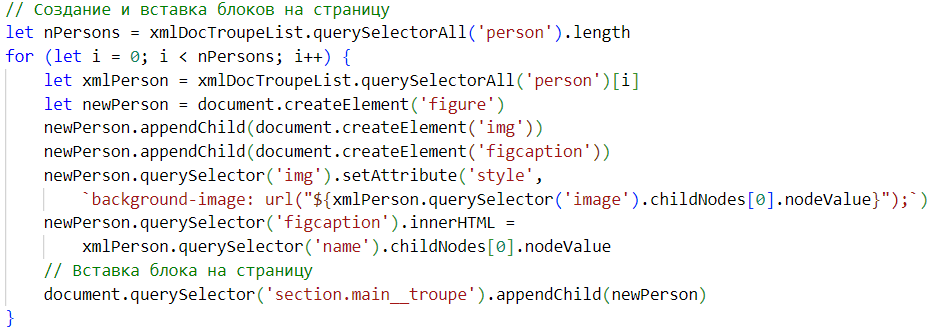 // Создание и вставка блоков на страницу
let nPersons = xmlDocTroupeList.querySelectorAll('person').length
for (let i = 0; i < nPersons; i++) {
    let xmlPerson = xmlDocTroupeList.querySelectorAll('person')[i]
    let newPerson = document.createElement('figure')
    newPerson.appendChild(document.createElement('img'))
    newPerson.appendChild(document.createElement('figcaption'))
    newPerson.querySelector('img').setAttribute('style',
        `background-image: url("${xmlPerson.querySelector('image').childNodes[0].nodeValue}");`)
    newPerson.querySelector('figcaption').innerHTML =
        xmlPerson.querySelector('name').childNodes[0].nodeValue
    // Вставка блока на страницу
    document.querySelector('section.main__troupe').appendChild(newPerson)
}